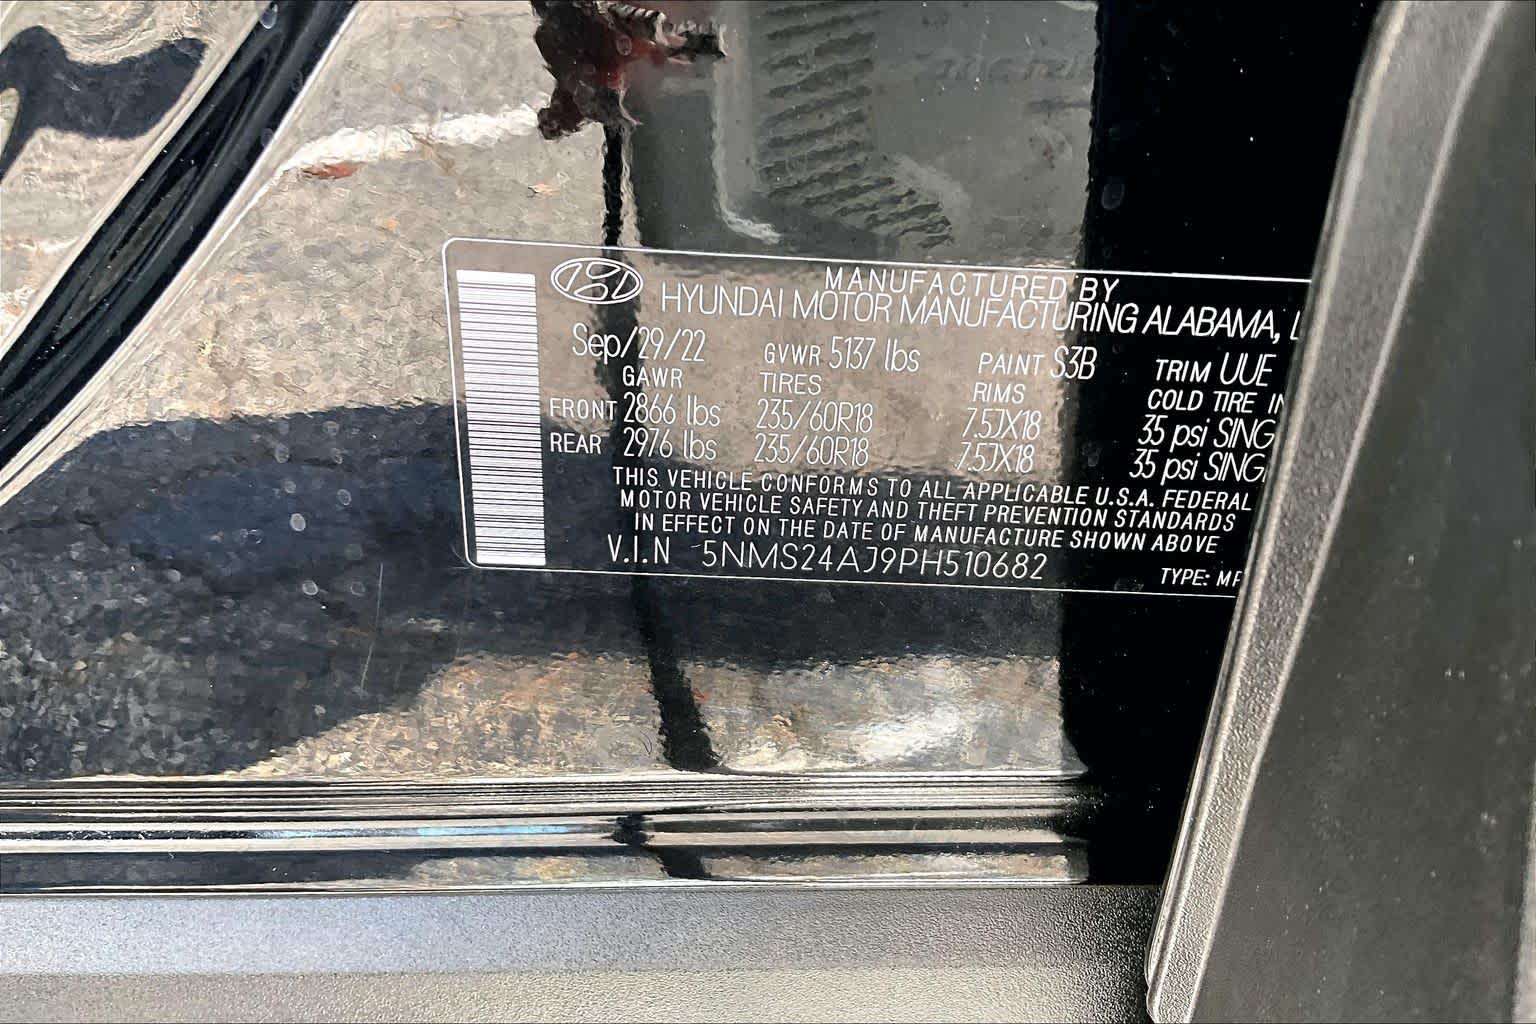 MANUFACTURED BY
HYUNDAI MOTOR MANUFACTURING ALABAMA, L
Sep/29/22 GVWR 5137 lbs PAINT S3B TRIM UUE
GAWR TIRES RIMS COLD TIRE IN
FRONT 2866 lbs 235/60R18 7.5JX18 35 psi SING
REAR 2976 lbs 235/60R18 7.5JX18 35 psi SING
THIS VEHICLE CONFORMS TO ALL APPLICABLE U.S.A. FEDERAL
MOTOR VEHICLE SAFETY AND THEFT PREVENTION STANDARDS
IN EFFECT ON THE DATE OF MANUFACTURE SHOWN ABOVE
V.I.N 5NMS24AJ9PH510682
TYPE: MP